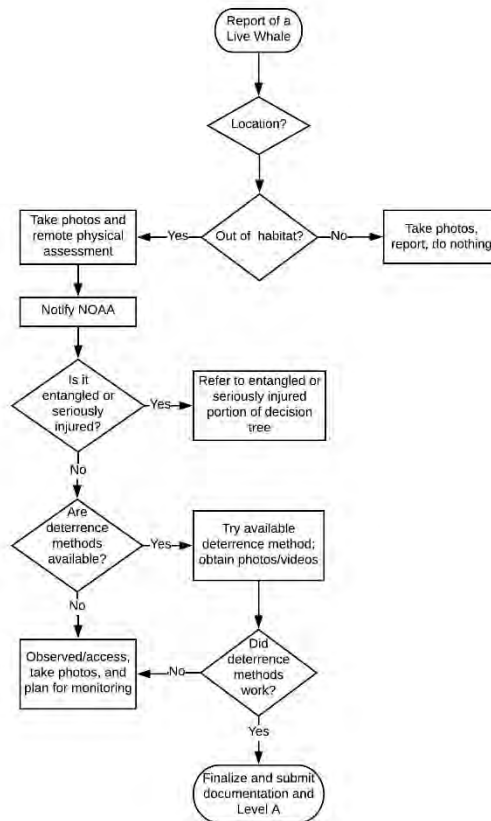 Report of a
Live Whale
Location?
Out of habitat?
Yes
No
Take photos and
remote physical
assessment
Take photos,
report, do nothing
Notify NOAA
Is it
entangled or
seriously
injured?
Yes
Refer to entangled or
seriously injured
portion of decision
tree
No
Are
deterrence
methods
available?
Yes
Try available
deterrence method;
obtain photos/videos
No
Observed/access,
take photos, and
plan for monitoring
No
Did
deterrence
methods
work?
Yes
Finalize and submit
documentation and
Level A